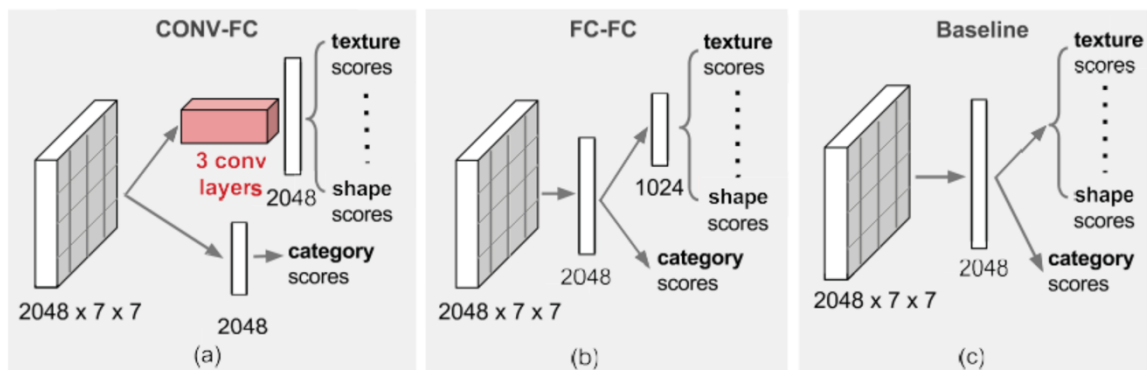 CONV-FC
texture
scores
3 conv
layers
2048
shape
scores
category
scores
2048 x 7 x 7
2048
(a)
FC-FC
texture
scores
1024
shape
scores
2048
category
scores
2048 x 7 x 7
(b)
Baseline
texture
scores
shape
scores
2048
category
scores
2048 x 7 x 7
(c)